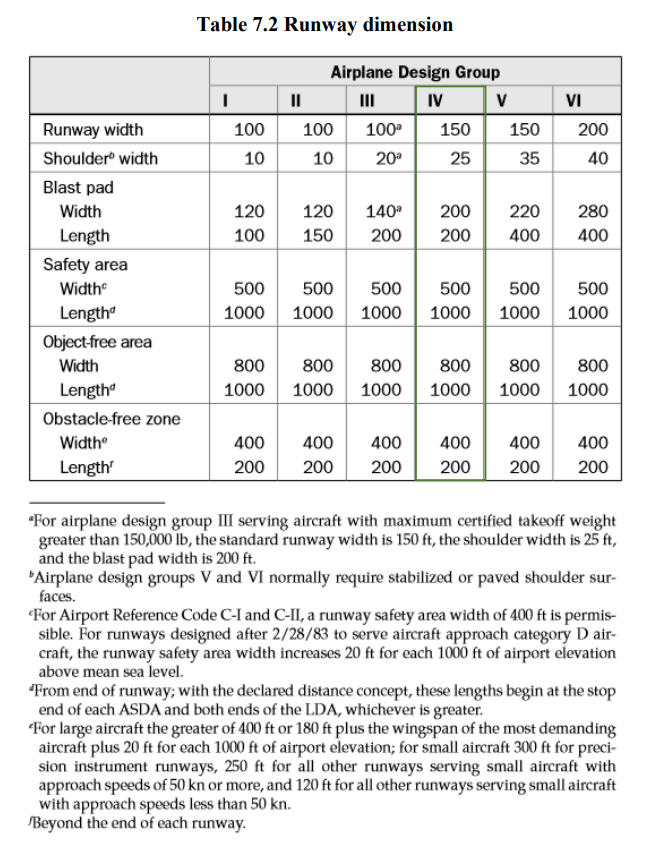 Table 7.2 Runway dimension
Airplane Design Group
I II III IV V VI
Runway width 100 100 100ᵃ 150 150 200
Shoulderᵇ width 10 10 20ᵃ 25 35 40
Blast pad
Width 120 120 140ᵃ 200 220 280
Length 100 150 200 200 400 400
Safety area
Widthᶜ 500 500 500 500 500 500
Lengthᵈ 1000 1000 1000 1000 1000 1000
Object-free area
Width 800 800 800 800 800 800
Lengthᵈ 1000 1000 1000 1000 1000 1000
Obstacle-free zone
Widthᵉ 400 400 400 400 400 400
Lengthᶠ 200 200 200 200 200 200
ᵃFor airplane design group III serving aircraft with maximum certified takeoff weight
greater than 150,000 lb, the standard runway width is 150 ft, the shoulder width is 25 ft,
and the blast pad width is 200 ft.
ᵇAirplane design groups V and VI normally require stabilized or paved shoulder sur-
faces.
ᶜFor Airport Reference Code C-I and C-II, a runway safety area width of 400 ft is permis-
sible. For runways designed after 2/28/83 to serve aircraft approach category D air-
craft, the runway safety area width increases 20 ft for each 1000 ft of airport elevation
above mean sea level.
ᵈFrom end of runway; with the declared distance concept, these lengths begin at the stop
end of each ASDA and both ends of the LDA, whichever is greater.
ᵉFor large aircraft the greater of 400 ft or 180 ft plus the wingspan of the most demanding
aircraft plus 20 ft for each 1000 ft of airport elevation; for small aircraft 300 ft for preci-
sion instrument runways, 250 ft for all other runways serving small aircraft with
approach speeds of 50 kn or more, and 120 ft for all other runways serving small aircraft
with approach speeds less than 50 kn.
ᶠBeyond the end of each runway.